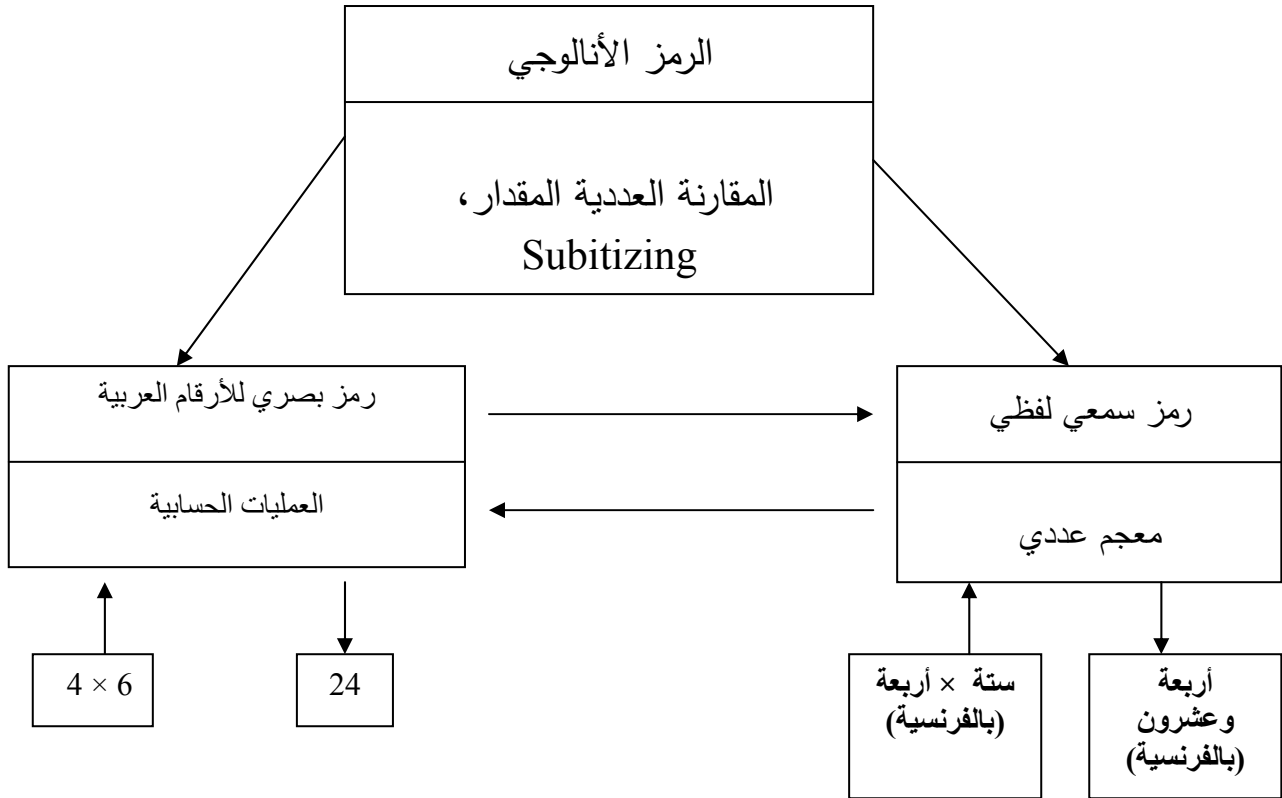 الرمز الأنالوجي
المقارنة العددية المقدار،
Subitizing
رمز بصري للأرقام العربية
العمليات الحسابية
رمز سمعي لفظي
معجم عددي
4 × 6
24
ستة × أربعة
(بالفرنسية)
أربعة
وعشرون
(بالفرنسية)